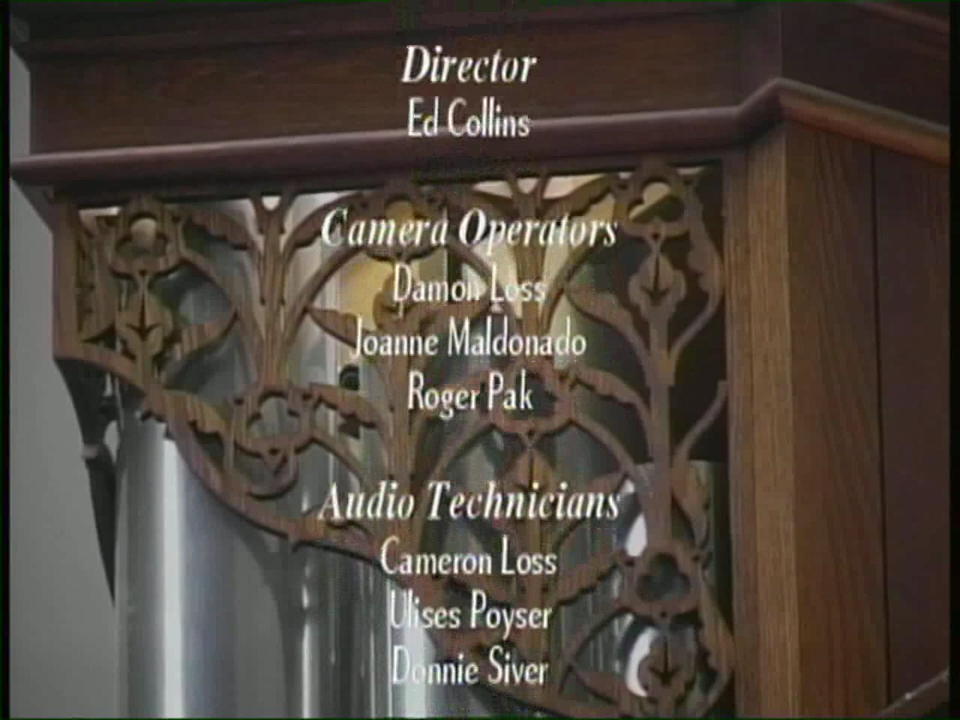 Director
Ed Collins
Camera Operators
Damon Loss
Joanne Maldonado
Roger Pak
Audio Technicians
Cameron Loss
Ulises Poyser
Donnie Siver